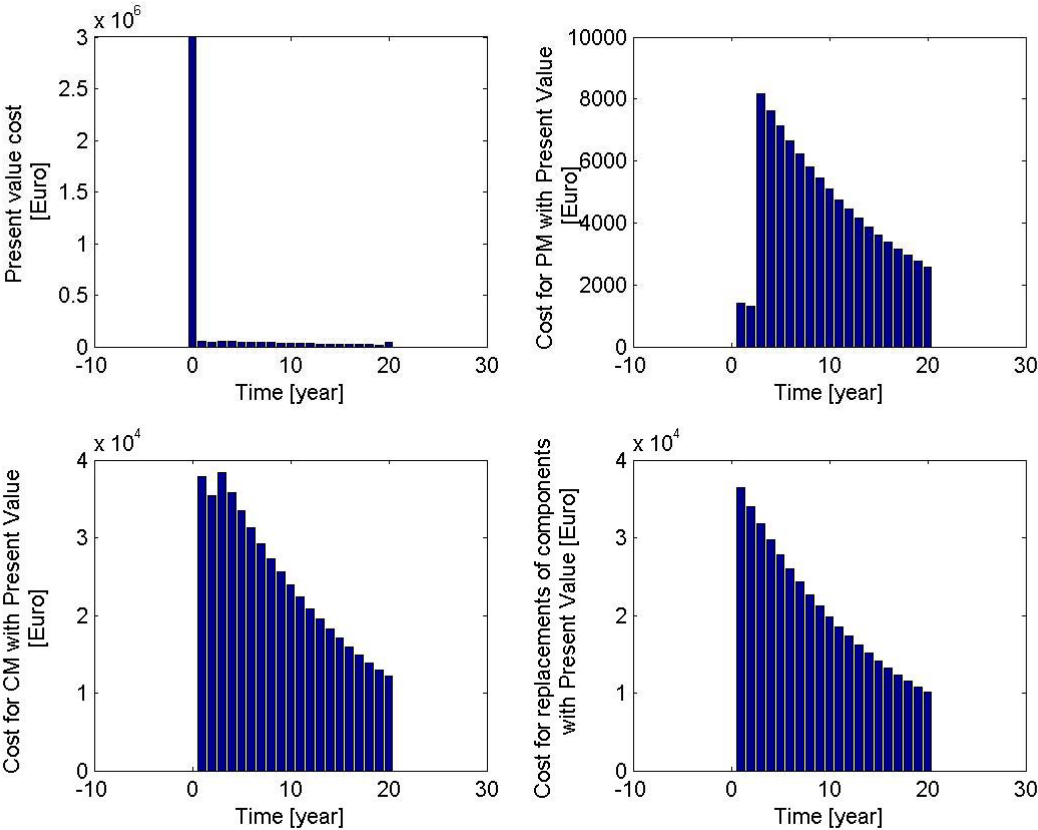 x 10^6
3
2.5
2
1.5
1
0.5
0
-10 0 10 20 30
Time [year]
Present value cost
[Euro]
10000
8000
6000
4000
2000
0
-10 0 10 20 30
Time [year]
Cost for PM with Present Value
[Euro]
x 10^4
4
3
2
1
0
-10 0 10 20 30
Time [year]
Cost for CM with Present Value
[Euro]
x 10^4
4
3
2
1
0
-10 0 10 20 30
Time [year]
Cost for replacements of components
with Present Value [Euro]